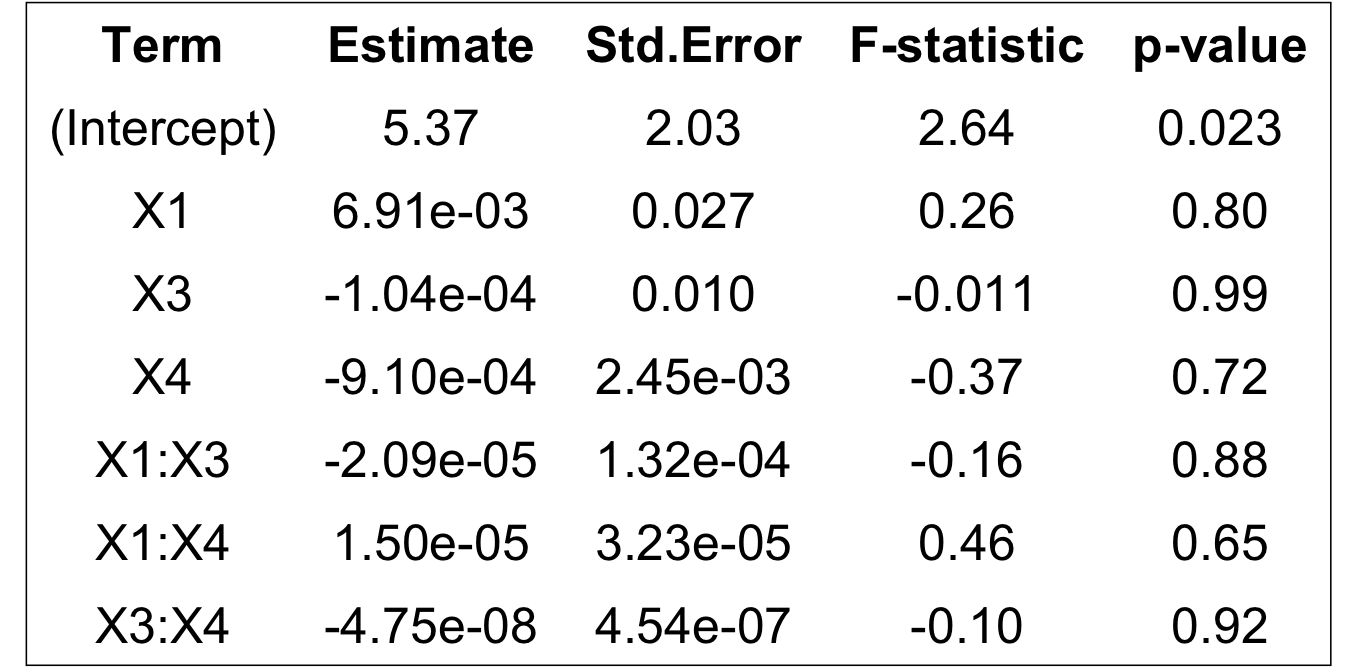 Term Estimate Std.Error F-statistic p-value
(Intercept) 5.37 2.03 2.64 0.023
X1 6.91e-03 0.027 0.26 0.80
X3 -1.04e-04 0.010 -0.011 0.99
X4 -9.10e-04 2.45e-03 -0.37 0.72
X1:X3 -2.09e-05 1.32e-04 -0.16 0.88
X1:X4 1.50e-05 3.23e-05 0.46 0.65
X3:X4 -4.75e-08 4.54e-07 -0.10 0.92